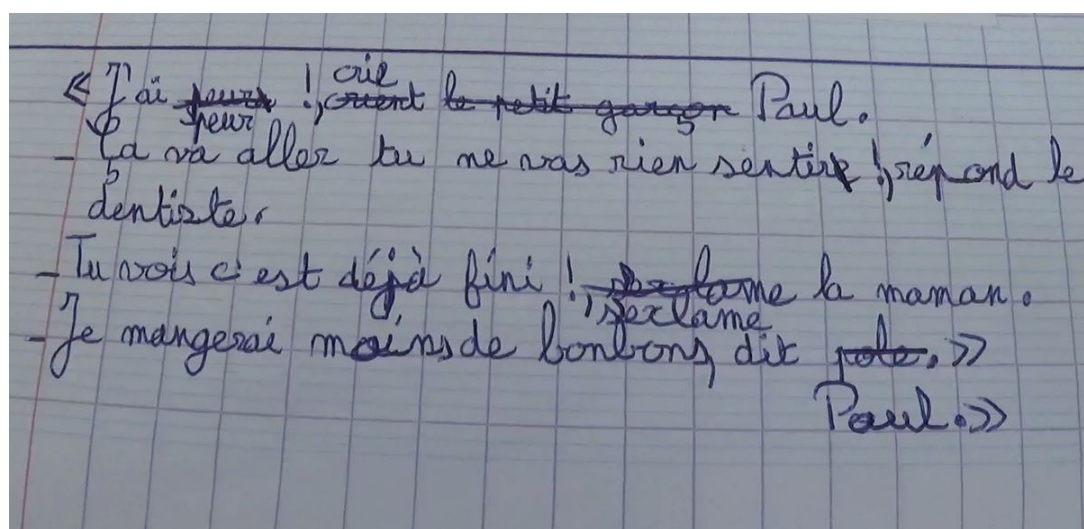 « J'ai peur !, crie Paul.
- Ça va aller tu ne vas rien sentir !, répond le
dentiste.
- Tu vois c'est déjà fini !, s'exclame la maman.
- Je mangerai moins de bonbons, dit
Paul. »